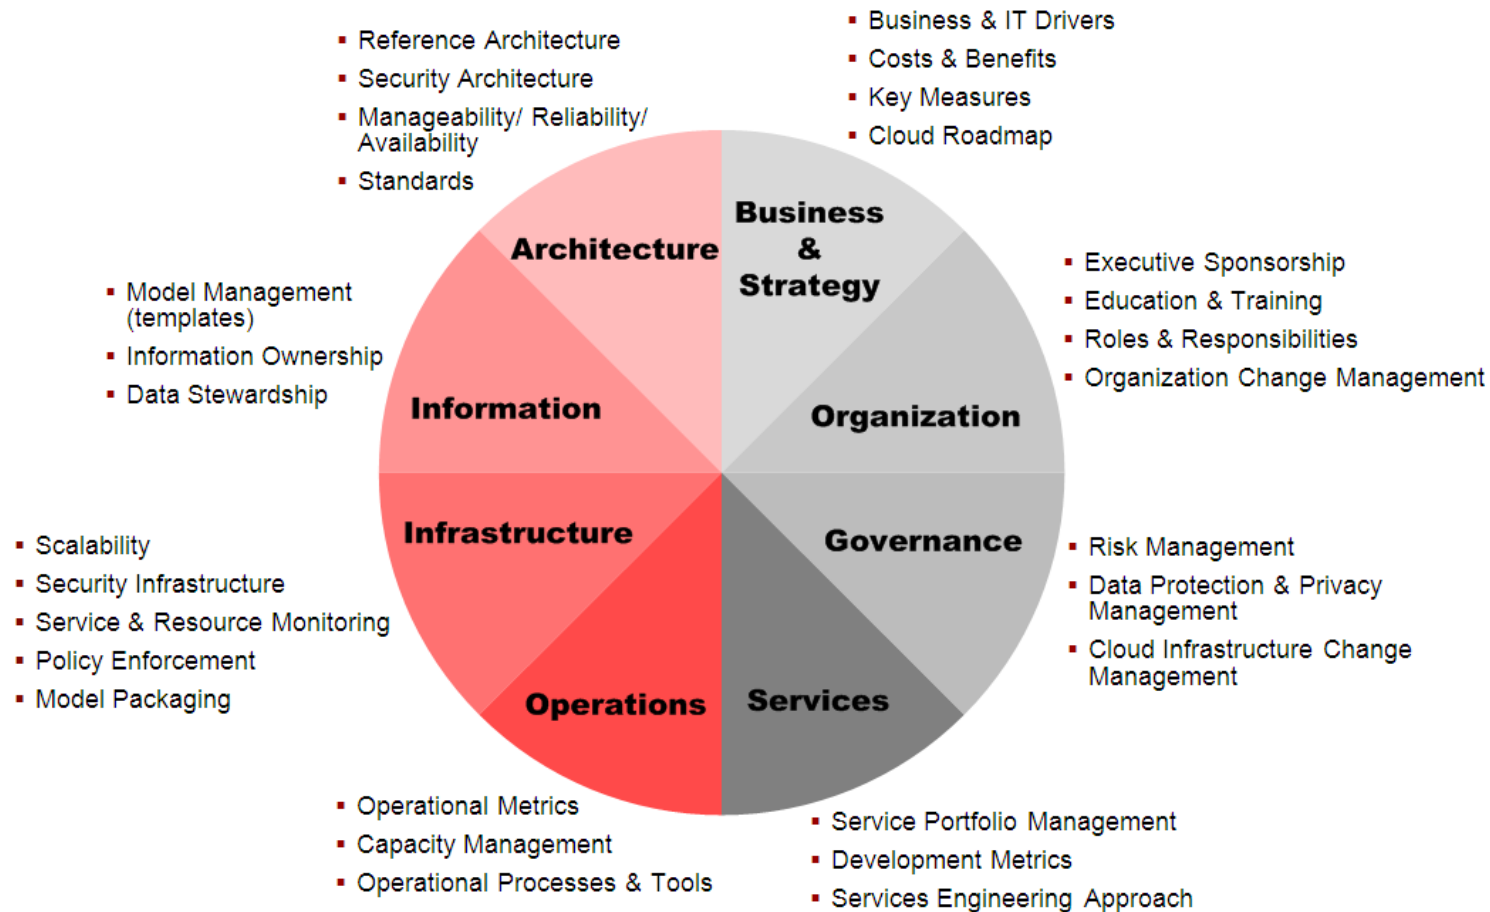 Reference Architecture
Security Architecture
Manageability/ Reliability/
Availability
Standards
Business & IT Drivers
Costs & Benefits
Key Measures
Cloud Roadmap
Architecture
Business
&
Strategy
Model Management
(templates)
Information Ownership
Data Stewardship
Information
Organization
Executive Sponsorship
Education & Training
Roles & Responsibilities
Organization Change Management
Scalability
Security Infrastructure
Service & Resource Monitoring
Policy Enforcement
Model Packaging
Infrastructure
Governance
Risk Management
Data Protection & Privacy
Management
Cloud Infrastructure Change
Management
Operations
Services
Operational Metrics
Capacity Management
Operational Processes & Tools
Service Portfolio Management
Development Metrics
Services Engineering Approach